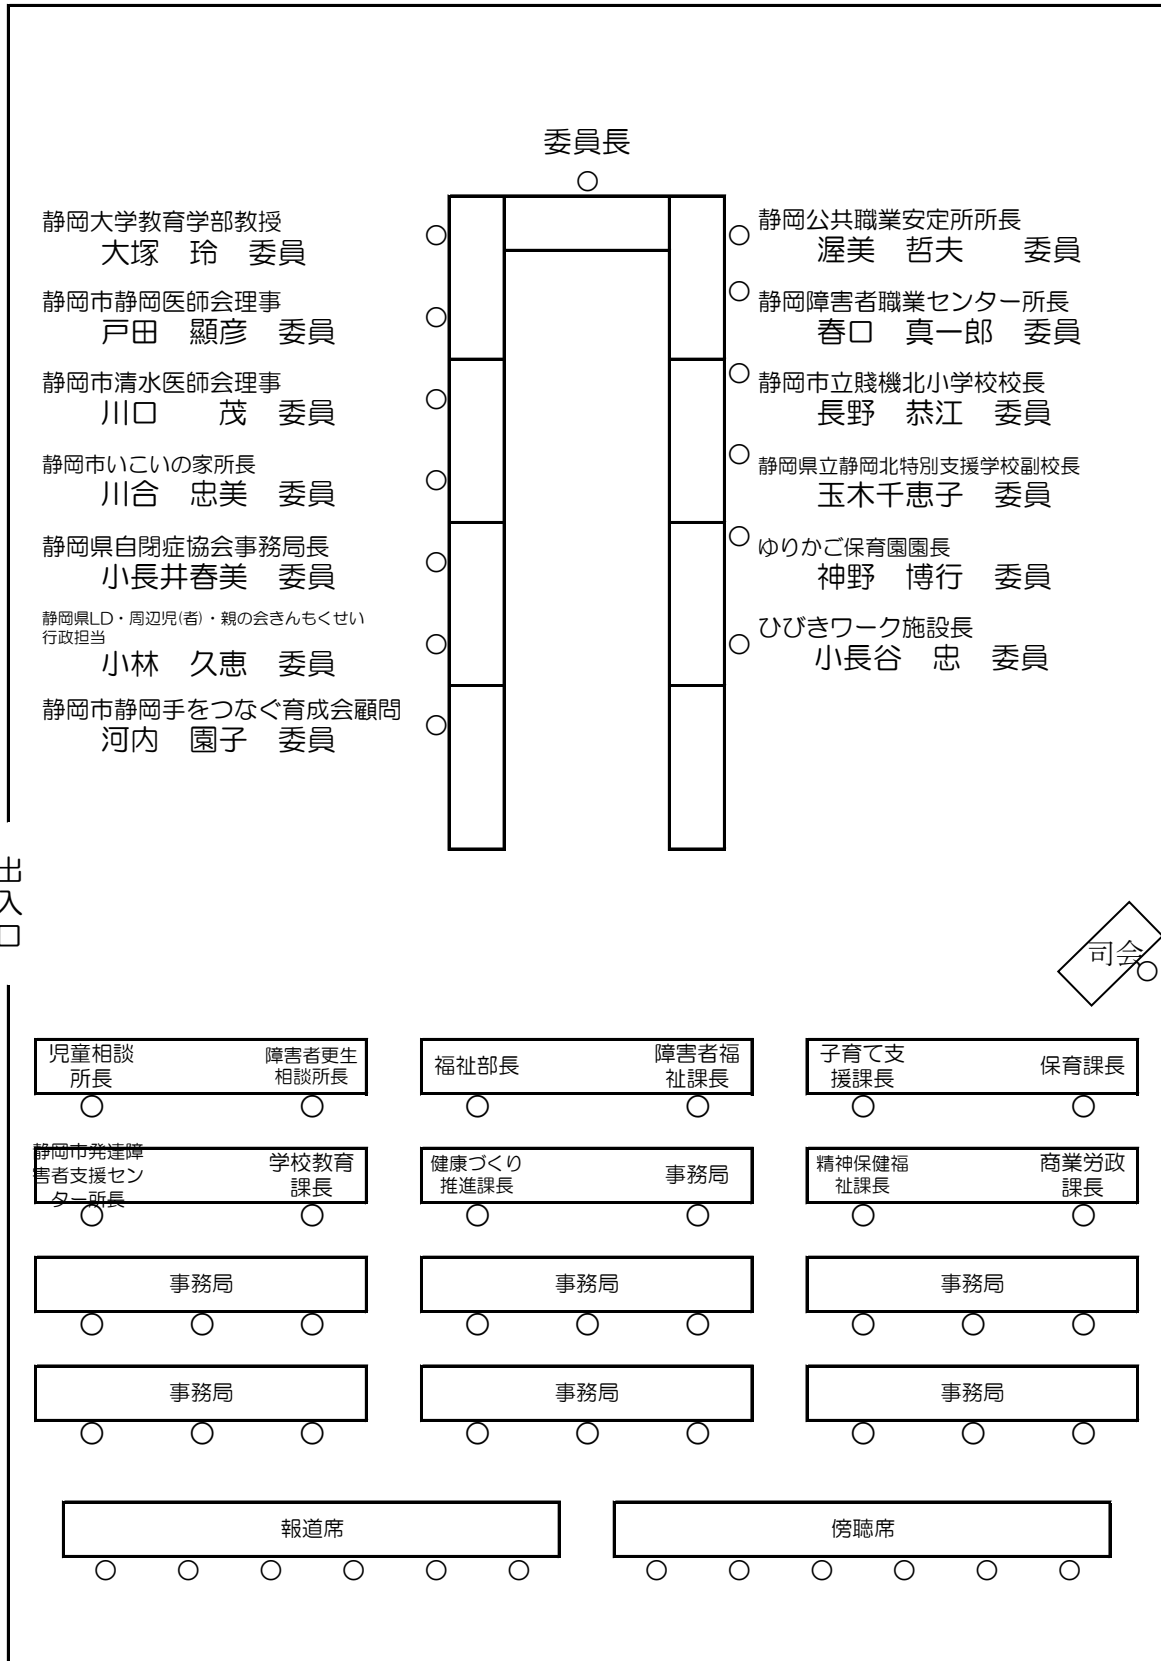 委員長
静岡大学教育学部教授
大塚　玲　委員
静岡市静岡医師会理事
戸田　顯彦　委員
静岡市清水医師会理事
川口　　茂　委員
静岡市いこいの家所長
川合　忠美　委員
静岡県自閉症協会事務局長
小長井春美　委員
静岡県LD・周辺児(者)・親の会きんもくせい
行政担当
小林　久恵　委員
静岡市静岡手をつなぐ育成会顧問
河内　園子　委員
静岡公共職業安定所所長
渥美　哲夫　　委員
静岡障害者職業センター所長
春口　真一郎　委員
静岡市立賤機北小学校校長
長野　恭江　委員
静岡県立静岡北特別支援学校副校長
玉木千恵子　委員
ゆりかご保育園園長
神野　博行　委員
ひびきワーク施設長
小長谷　忠　委員
出入口
司会
児童相談
所長
障害者更生
相談所長
福祉部長
障害者福
祉課長
子育て支
援課長
保育課長
静岡市発達障
害者支援セン
ター所長
学校教育
課長
健康づくり
推進課長
事務局
精神保健福
祉課長
商業労政
課長
事務局
事務局
事務局
事務局
事務局
事務局
報道席
傍聴席